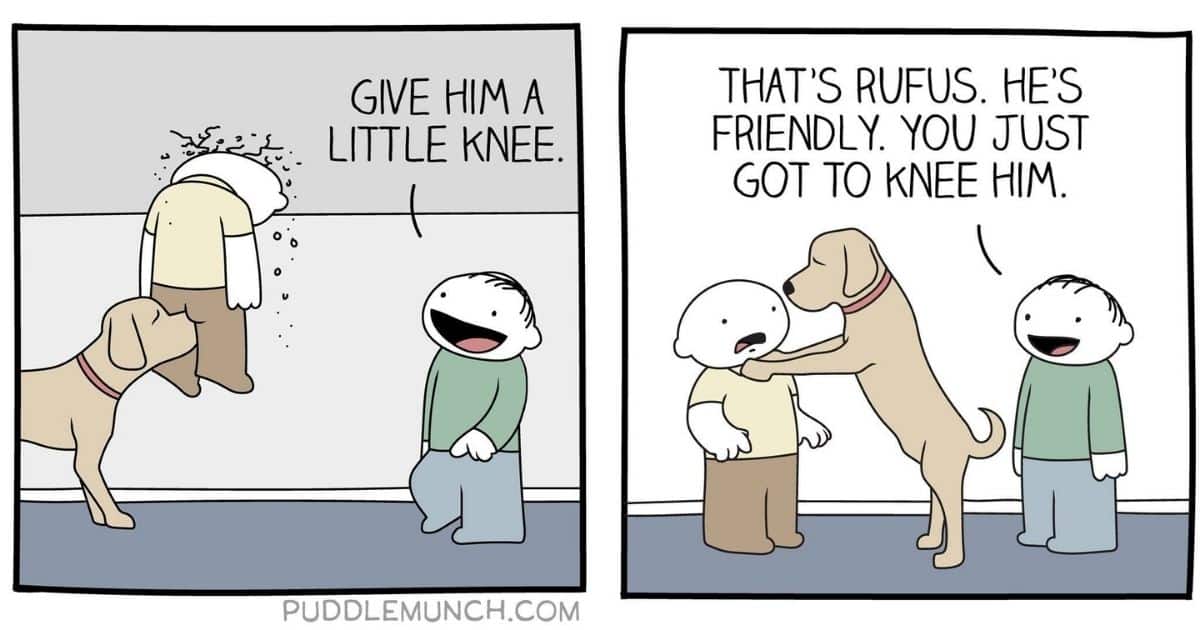 GIVE HIM A
LITTLE KNEE.
THAT'S RUFUS. HE'S
FRIENDLY. YOU JUST
GOT TO KNEE HIM.
PUDDLEMUNCH.COM